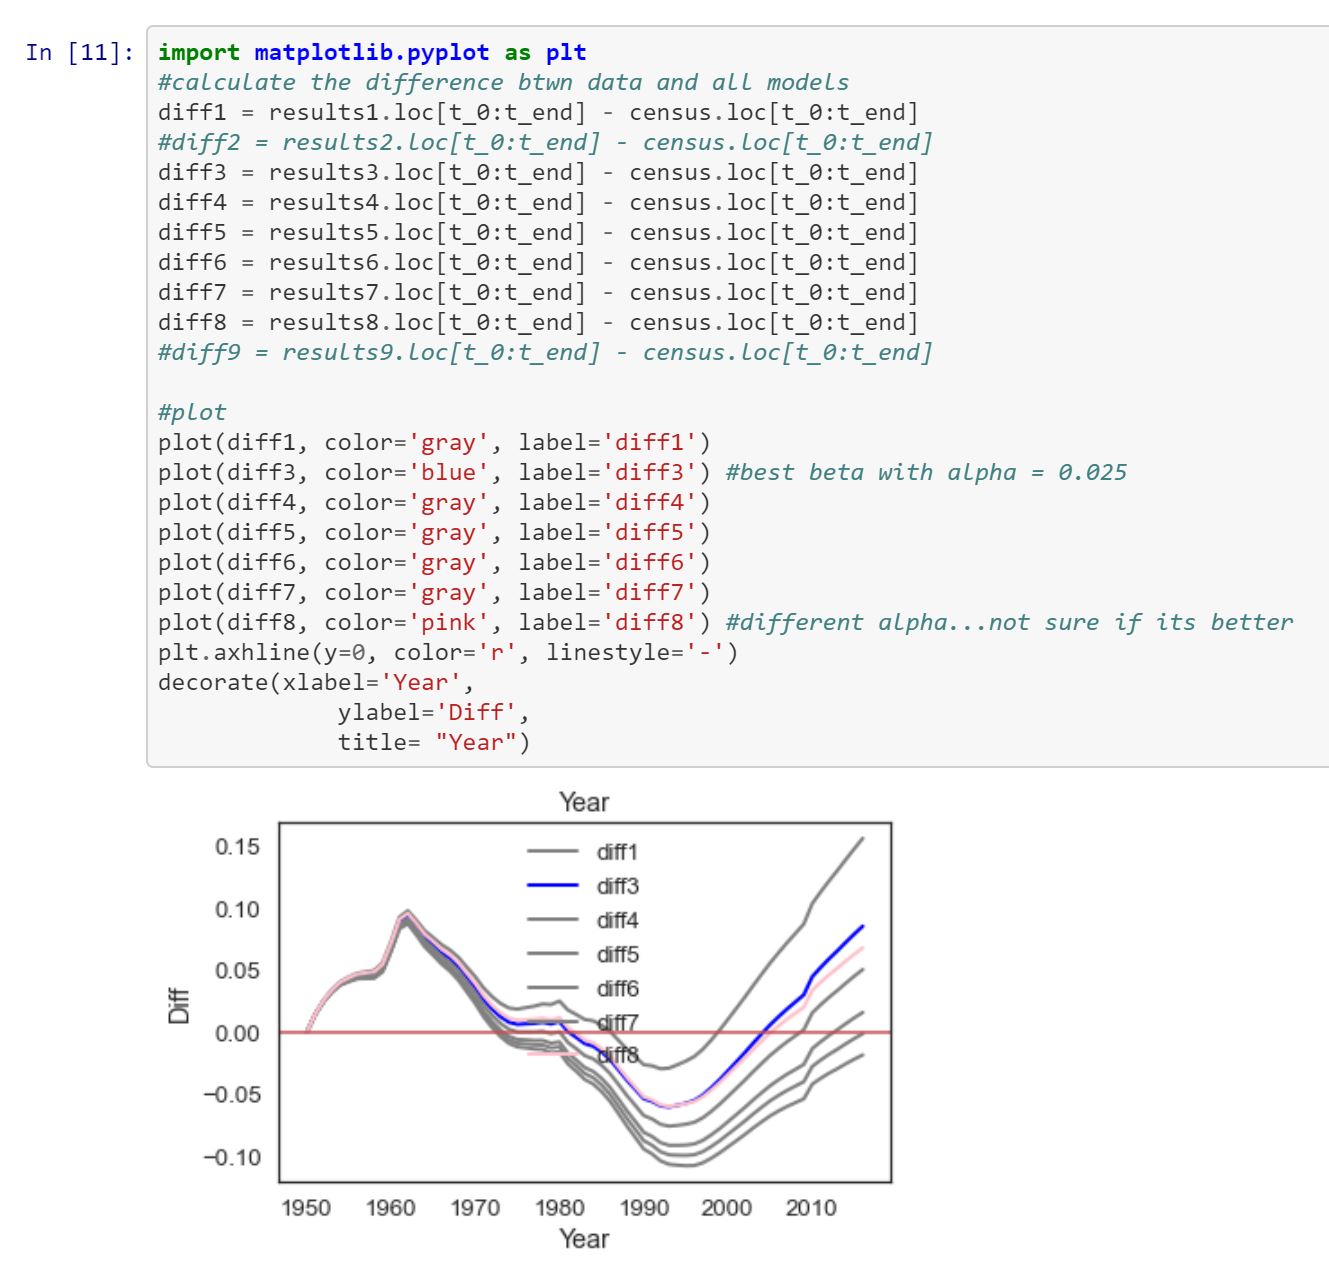 In [11]:
import matplotlib.pyplot as plt
#calculate the difference btwn data and all models
diff1 = results1.loc[t_0:t_end] - census.loc[t_0:t_end]
#diff2 = results2.loc[t_0:t_end] - census.loc[t_0:t_end]
diff3 = results3.loc[t_0:t_end] - census.loc[t_0:t_end]
diff4 = results4.loc[t_0:t_end] - census.loc[t_0:t_end]
diff5 = results5.loc[t_0:t_end] - census.loc[t_0:t_end]
diff6 = results6.loc[t_0:t_end] - census.loc[t_0:t_end]
diff7 = results7.loc[t_0:t_end] - census.loc[t_0:t_end]
diff8 = results8.loc[t_0:t_end] - census.loc[t_0:t_end]
#diff9 = results9.loc[t_0:t_end] - census.loc[t_0:t_end]
#plot
plot(diff1, color='gray', label='diff1')
plot(diff3, color='blue', label='diff3') #best beta with alpha = 0.025
plot(diff4, color='gray', label='diff4')
plot(diff5, color='gray', label='diff5')
plot(diff6, color='gray', label='diff6')
plot(diff7, color='gray', label='diff7')
plot(diff8, color='pink', label='diff8') #different alpha...not sure if its better
plt.axhline(y=0, color='r', linestyle='-')
decorate(xlabel='Year',
ylabel='Diff',
title= "Year")
Year
0.15
0.10
0.05
0.00
−0.05
−0.10
Diff
diff1
diff3
diff4
diff5
diff6
diff7
diff8
1950 1960 1970 1980 1990 2000 2010
Year